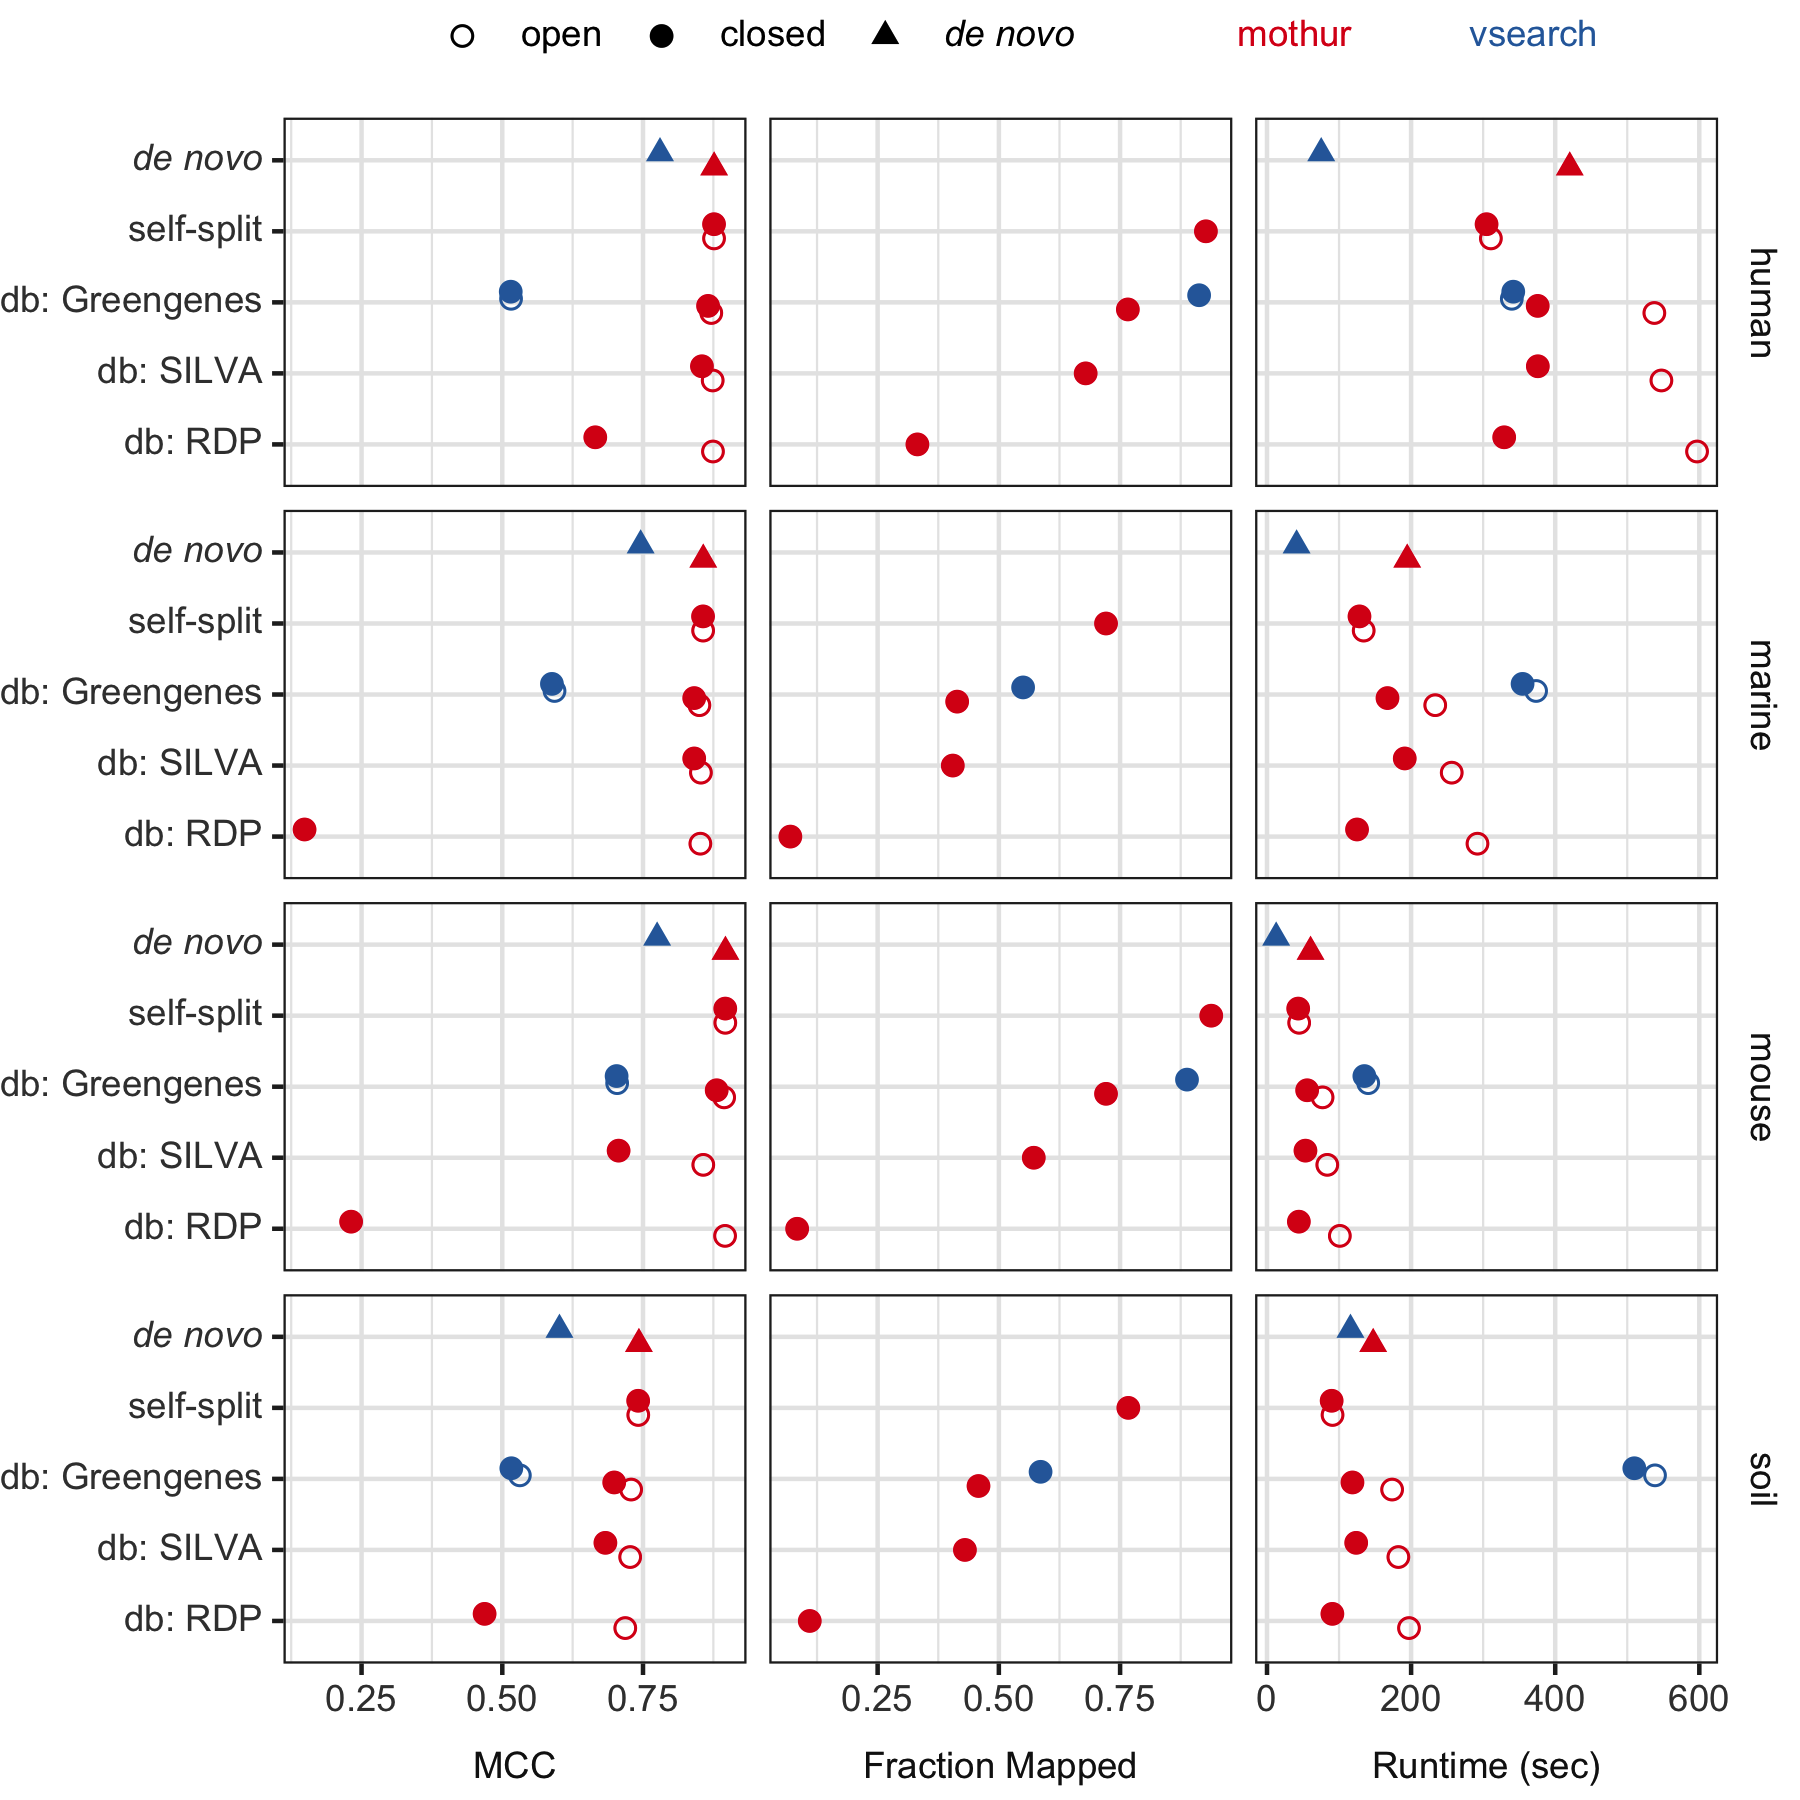 open closed de novo mothur vsearch
de novo
self-split
db: Greengenes
db: SILVA
db: RDP
human
de novo
self-split
db: Greengenes
db: SILVA
db: RDP
marine
de novo
self-split
db: Greengenes
db: SILVA
db: RDP
mouse
de novo
self-split
db: Greengenes
db: SILVA
db: RDP
soil
0.25 0.50 0.75 0.25 0.50 0.75 0 200 400 600
MCC Fraction Mapped Runtime (sec)